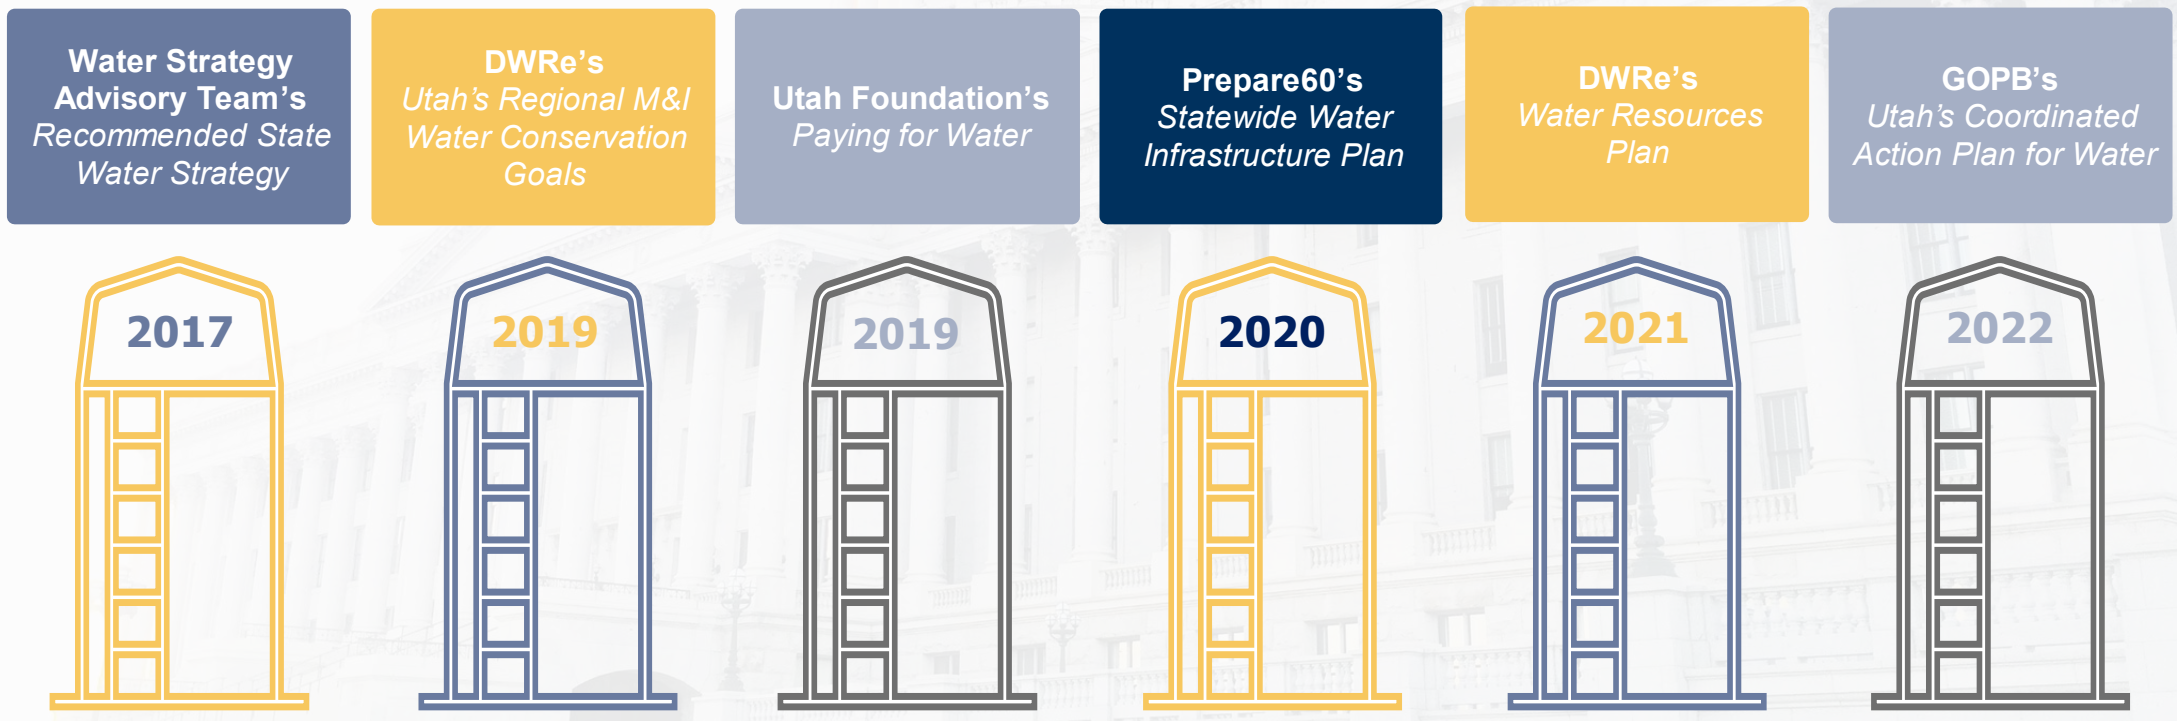 Water Strategy
Advisory Team’s
Recommended State
Water Strategy
DWRe’s
Utah’s Regional M&I
Water Conservation
Goals
Utah Foundation’s
Paying for Water
Prepare60’s
Statewide Water
Infrastructure Plan
DWRe’s
Water Resources
Plan
GOPB’s
Utah’s Coordinated
Action Plan for Water
2017
2019
2019
2020
2021
2022